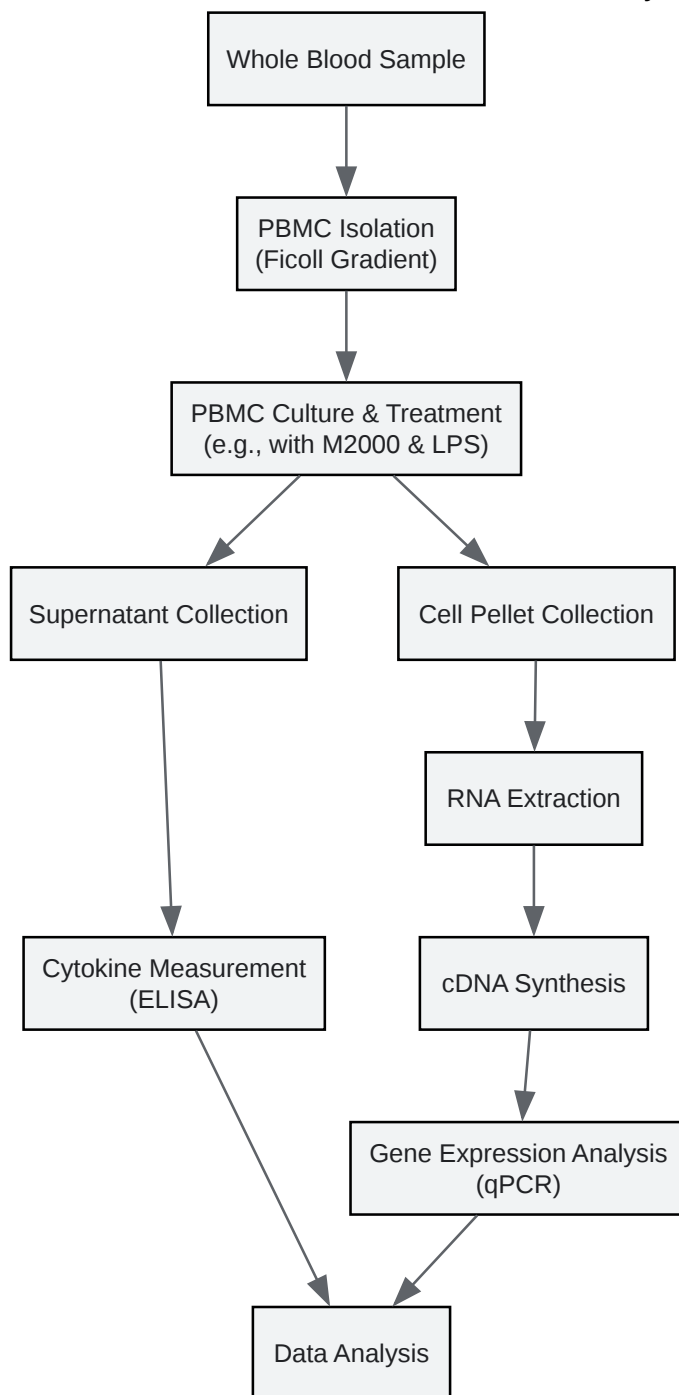 Whole Blood Sample
PBMC Isolation
(Ficoll Gradient)
PBMC Culture & Treatment
(e.g., with M2000 & LPS)
Supernatant Collection
Cell Pellet Collection
RNA Extraction
Cytokine Measurement
(ELISA)
cDNA Synthesis
Gene Expression Analysis
(qPCR)
Data Analysis